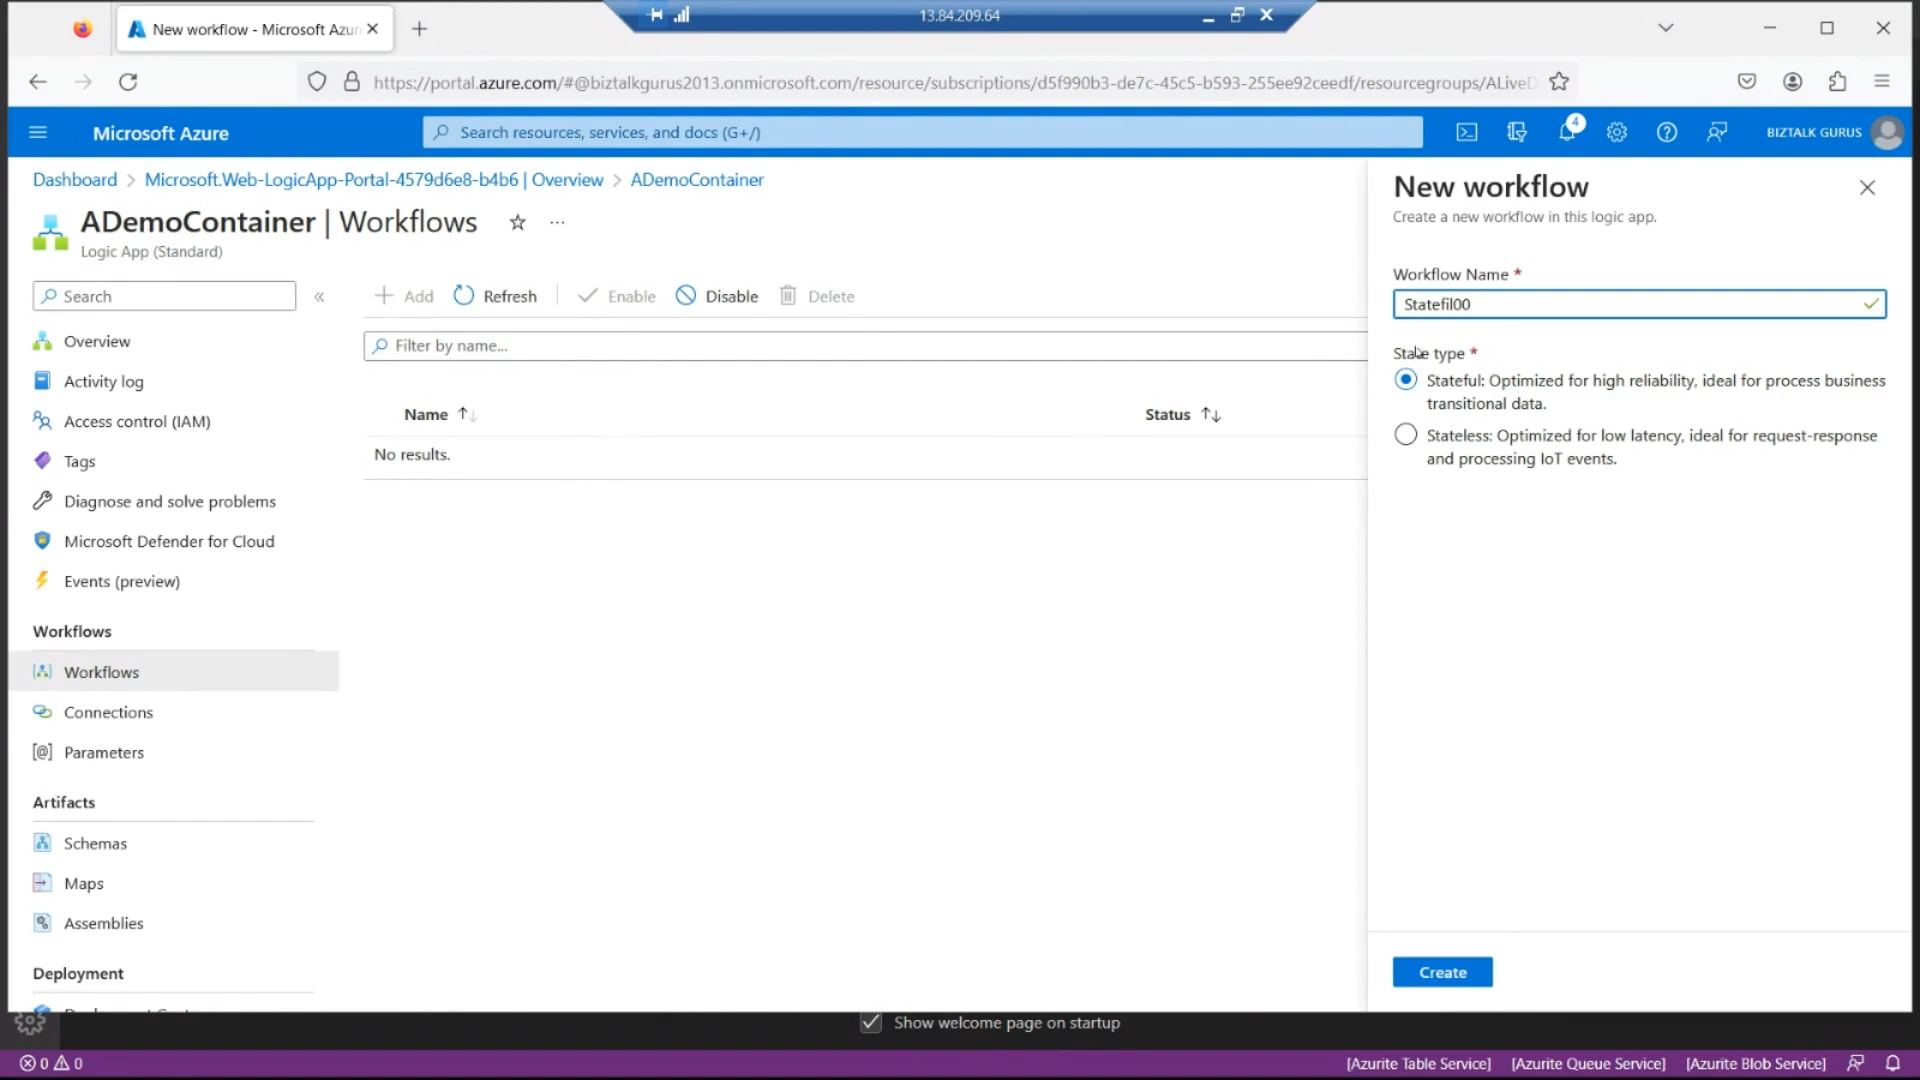 13.84.209.64
New workflow - Microsoft Azur
https://portal.azure.com/#@biztalkgurus2013.onmicrosoft.com/resource/subscriptions/d5f990b3-de7c-45c5-b593-255ee92ceedf/resourcegroups/ALiveD
Microsoft Azure
Search resources, services, and docs (G+/)
4
BIZTALK GURUS
Dashboard > Microsoft.Web-LogicApp-Portal-4579d6e8-b4b6 | Overview > ADemoContainer
ADemoContainer | Workflows
Logic App (Standard)
Search
Overview
Activity log
Access control (IAM)
Tags
Diagnose and solve problems
Microsoft Defender for Cloud
Events (preview)
Workflows
Workflows
Connections
Parameters
Artifacts
Schemas
Maps
Assemblies
Deployment
Add
Refresh
Enable
Disable
Delete
Filter by name...
Name
Status
No results.
New workflow
Create a new workflow in this logic app.
Workflow Name *
Statefil00
State type *
Stateful: Optimized for high reliability, ideal for process business
transitional data.
Stateless: Optimized for low latency, ideal for request-response
and processing IoT events.
Create
Show welcome page on startup
0 0
[Azurite Table Service]
[Azurite Queue Service]
[Azurite Blob Service]